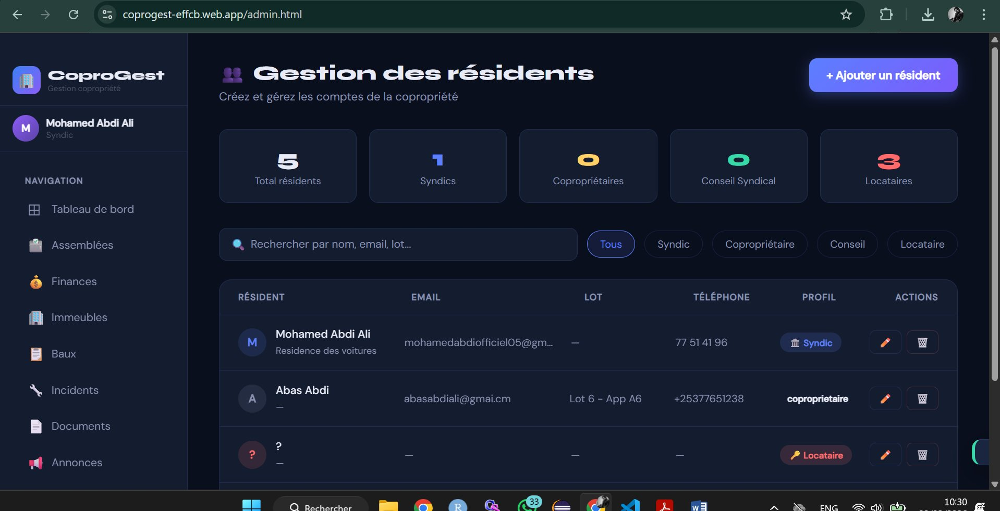 coprogest-effcb.web.app/admin.html
CoproGest
Gestion copropriété
Mohamed Abdi Ali
M
Syndic
NAVIGATION
Tableau de bord
Assemblées
Finances
Immeubles
Baux
Incidents
Documents
Annonces
Gestion des résidents
Créez et gérez les comptes de la copropriété
+ Ajouter un résident
5
Total résidents
1
Syndics
0
Copropriétaires
0
Conseil Syndical
3
Locataires
Rechercher par nom, email, lot...
Tous
Syndic
Copropriétaire
Conseil
Locataire
RÉSIDENT EMAIL LOT TÉLÉPHONE PROFIL ACTIONS
M
Mohamed Abdi Ali
Residence des voitures
mohamedabdiofficiel05@gm...
—
77 51 41 96
Syndic
A
Abas Abdi
—
abasabdiali@gmai.cm
Lot 6 - App A6
+25377651238
coproprietaire
?
?
—
—
—
—
Locataire
Rechercher
R
33
W
ENG
10:30